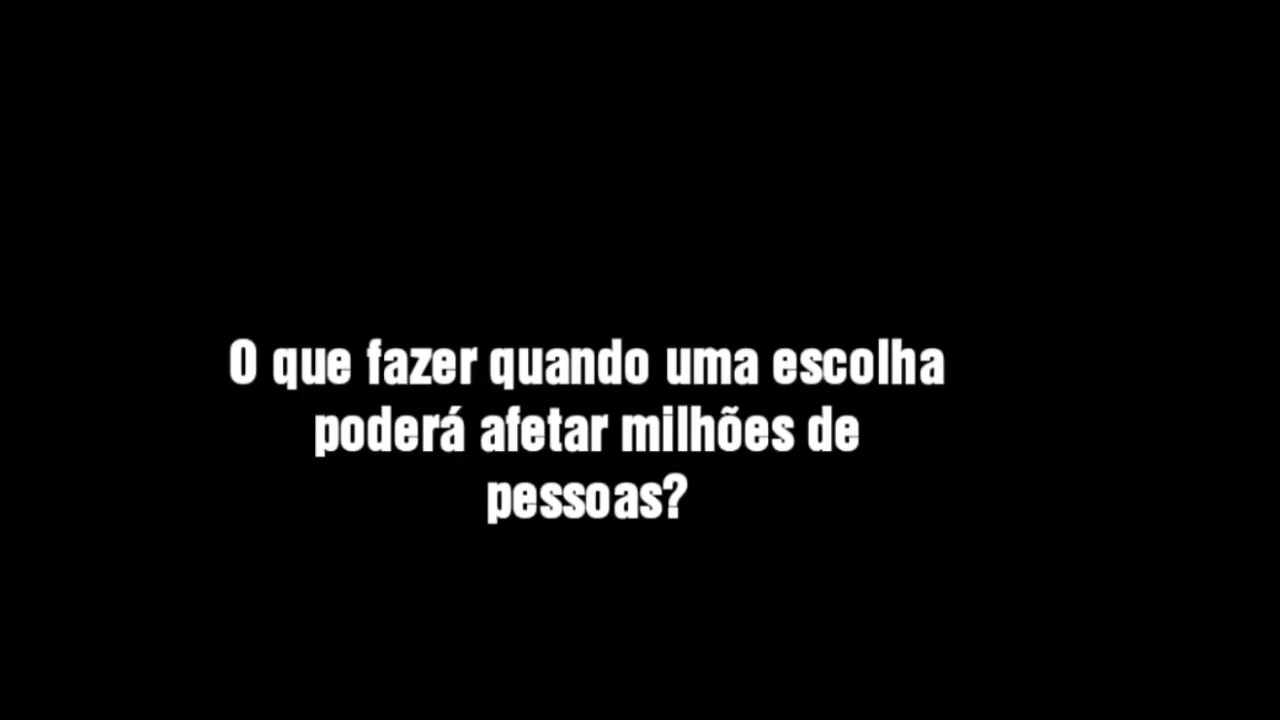 O que fazer quando uma escolha
poderá afetar milhões de
pessoas?